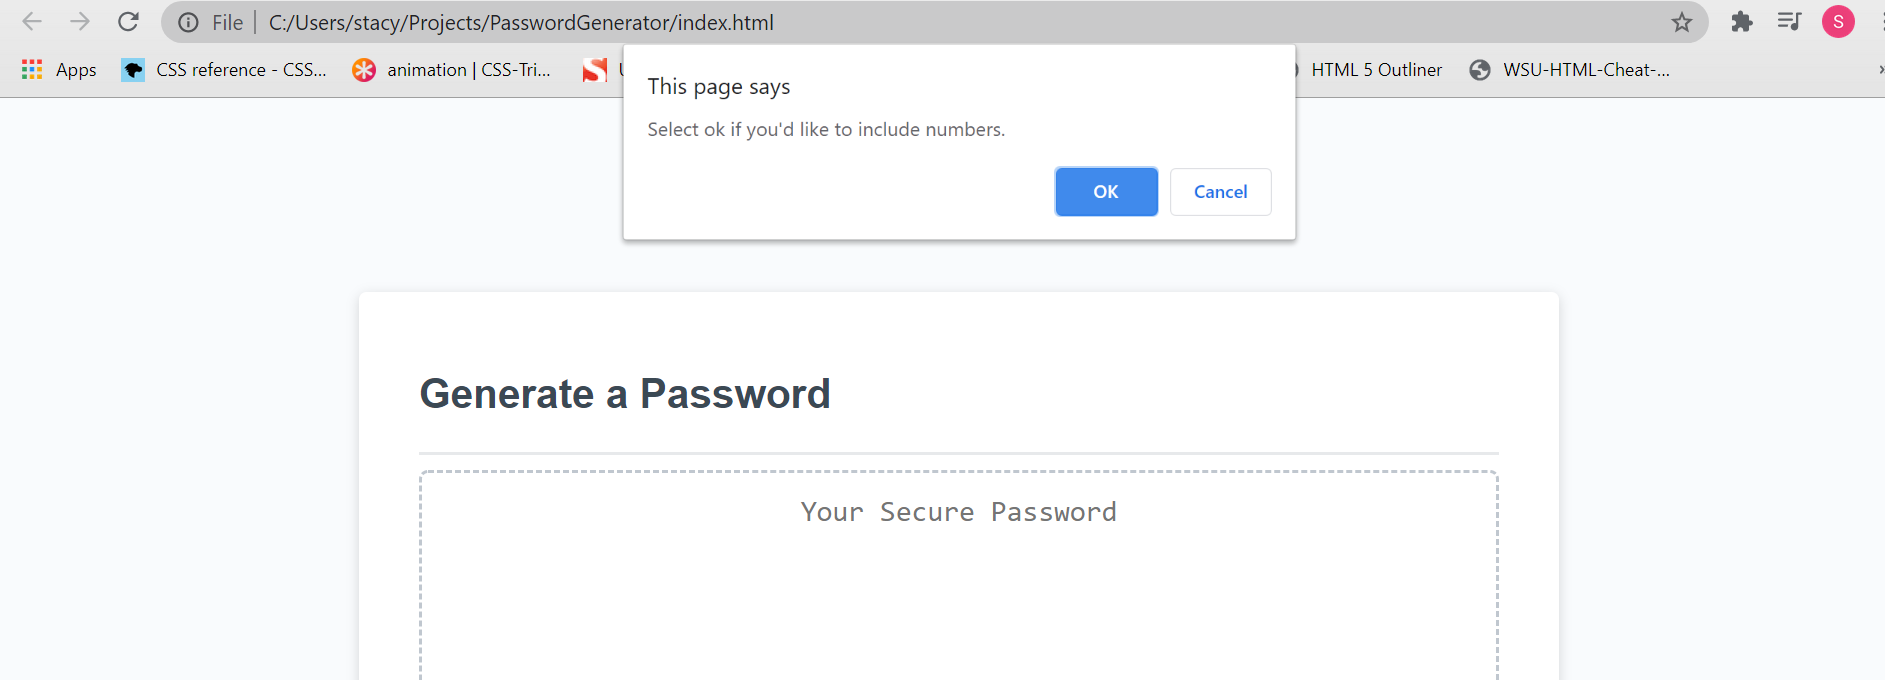 File | C:/Users/stacy/Projects/PasswordGenerator/index.html
S
Apps
CSS reference - CSS...
animation | CSS-Tri...
HTML 5 Outliner
WSU-HTML-Cheat-...
This page says
Select ok if you'd like to include numbers.
OK
Cancel
Generate a Password
Your Secure Password